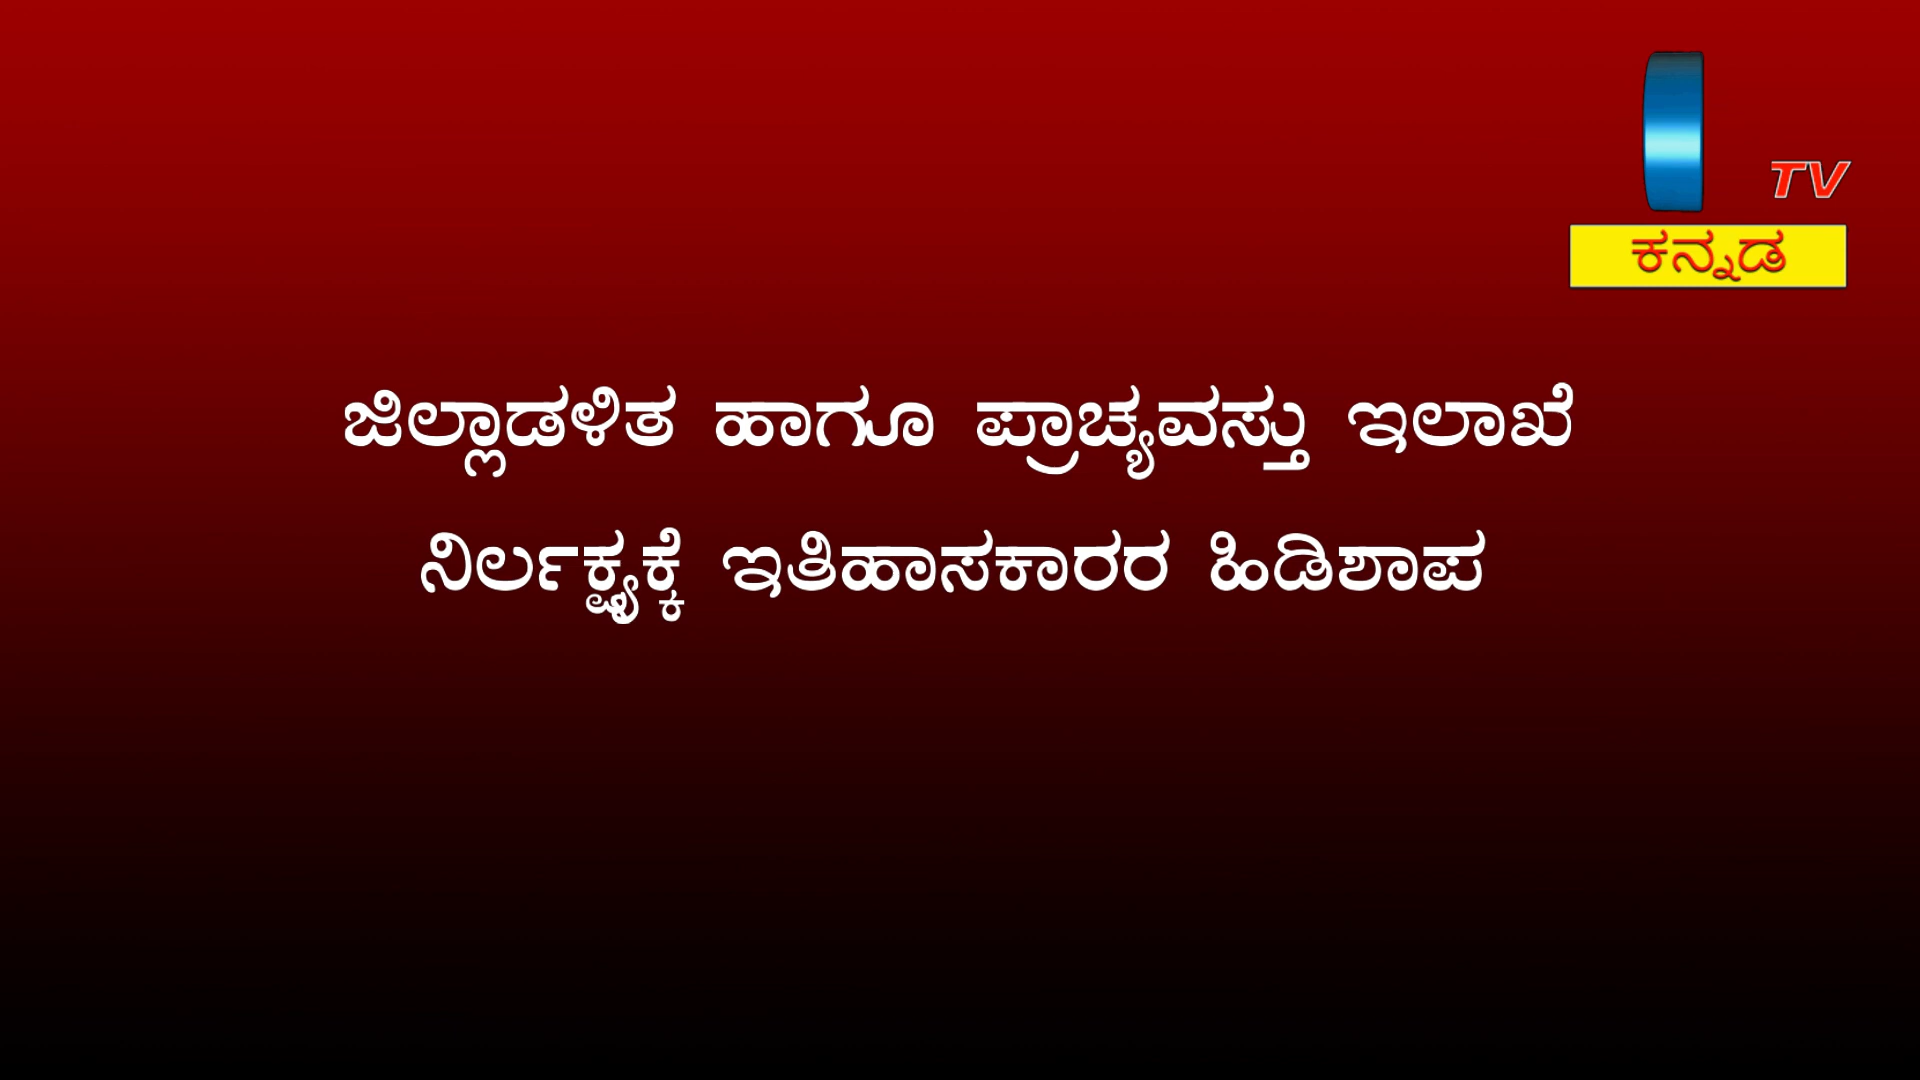 TV
ಕನ್ನಡ
ಜಿಲ್ಲಾಡಳಿತ ಹಾಗೂ ಪ್ರಾಚ್ಯವಸ್ತು ಇಲಾಖೆ
ನಿರ್ಲಕ್ಷ್ಯಕ್ಕೆ ಇತಿಹಾಸಕಾರರ ಹಿಡಿಶಾಪ